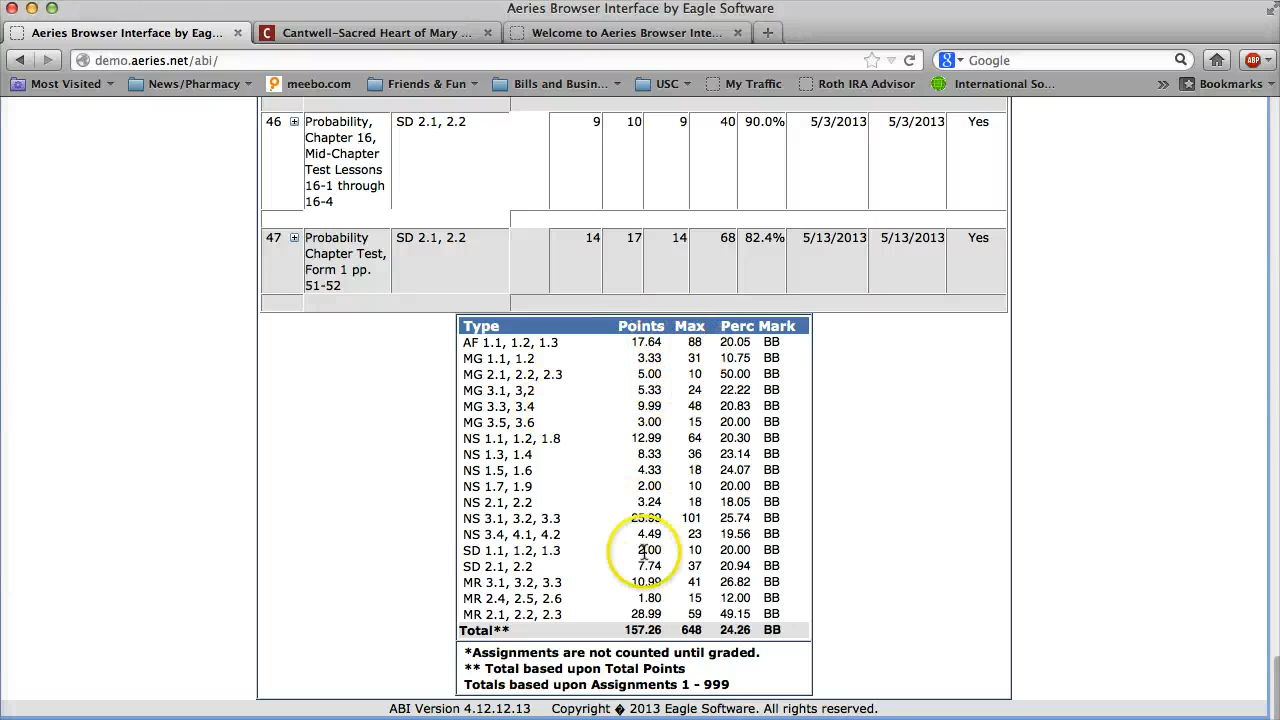 Aeries Browser Interface by Eagle Software
Aeries Browser Interface by Eag...
Cantwell-Sacred Heart of Mary ...
Welcome to Aeries Browser Inte...
demo.aeries.net/abi/
Google
Most Visited
News/Pharmacy
meebo.com
Friends & Fun
Bills and Busin...
USC
My Traffic
Roth IRA Advisor
International So...
Bookmarks
46 Probability, SD 2.1, 2.2 9 10 9 40 90.0% 5/3/2013 5/3/2013 Yes
Chapter 16,
Mid-Chapter
Test Lessons
16-1 through
16-4
47 Probability SD 2.1, 2.2 14 17 14 68 82.4% 5/13/2013 5/13/2013 Yes
Chapter Test,
Form 1 pp.
51-52
Type Points Max Perc Mark
AF 1.1, 1.2, 1.3 17.64 88 20.05 BB
MG 1.1, 1.2 3.33 31 10.75 BB
MG 2.1, 2.2, 2.3 5.00 10 50.00 BB
MG 3.1, 3,2 5.33 24 22.22 BB
MG 3.3, 3.4 9.99 48 20.83 BB
MG 3.5, 3.6 3.00 15 20.00 BB
NS 1.1, 1.2, 1.8 12.99 64 20.30 BB
NS 1.3, 1.4 8.33 36 23.14 BB
NS 1.5, 1.6 4.33 18 24.07 BB
NS 1.7, 1.9 2.00 10 20.00 BB
NS 2.1, 2.2 3.24 18 18.05 BB
NS 3.1, 3.2, 3.3 101 25.74 BB
NS 3.4, 4.1, 4.2 4.49 23 19.56 BB
SD 1.1, 1.2, 1.3 2.00 10 20.00 BB
SD 2.1, 2.2 7.74 37 20.94 BB
MR 3.1, 3.2, 3.3 10.99 41 26.82 BB
MR 2.4, 2.5, 2.6 1.80 15 12.00 BB
MR 2.1, 2.2, 2.3 28.99 59 49.15 BB
Total** 157.26 648 24.26 BB
*Assignments are not counted until graded.
** Total based upon Total Points
Totals based upon Assignments 1 - 999
ABI Version 4.12.12.13 Copyright � 2013 Eagle Software. All rights reserved.